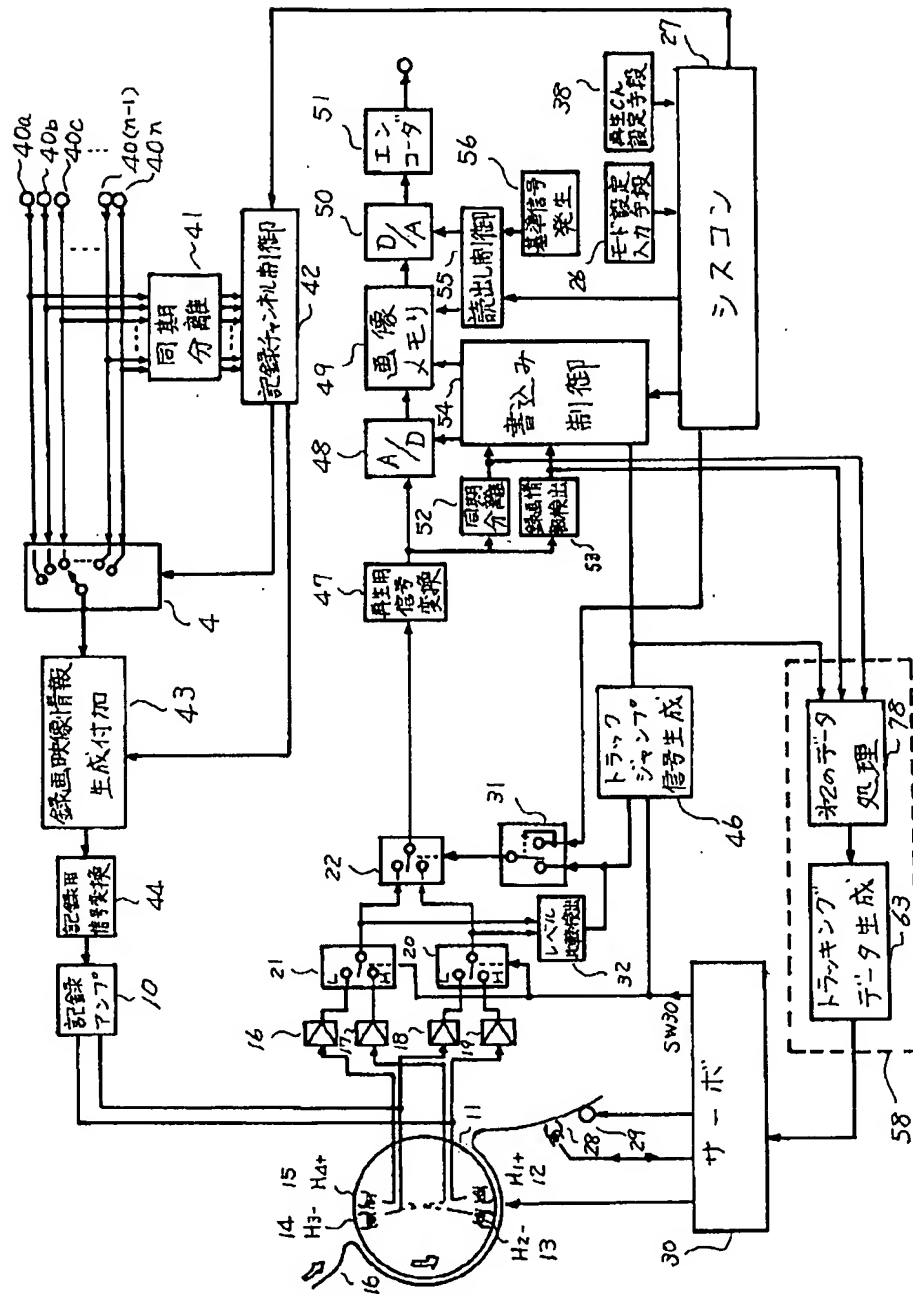 40a
40b
40c
40(n-1)
40n
41
同期
分離
記録チャンネル制御
42
4
録画映像情報
生成付加
43
記録用
信号変換
44
記録
アンプ
10
エンコーダ
51
D/A
50
画像
メモリ
49
A/D
48
読出し制御
55
基準信号
発生
56
書込み
制御
54
同期
分離
52
録画情
報検出
53
再生用
信号
変換
47
モード設定
入力手段
26
再生Cん
設定手段
38
シスコン
27
22
31
21
L
H
20
L
H
レベル
比較検出
32
16
17
18
19
トラック
ジャンプ
信号生成
46
SW30
サーボ
30
第2のデータ
処理
78
トラッキング
データ生成
63
58
11
28
29
15
H4+
14
H3-
H1+
12
H2-
13
16